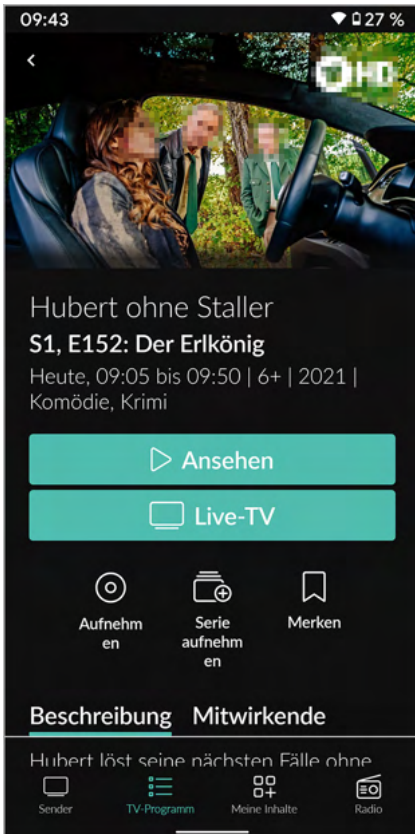 09:43
27 %
HD
Hubert ohne Staller
S1, E152: Der Erlkönig
Heute, 09:05 bis 09:50 | 6+ | 2021 |
Komödie, Krimi
Ansehen
Live-TV
Aufnehm
en
Serie
aufnehm
en
Merken
Beschreibung
Mitwirkende
Hubert löst seine nächsten Fälle ohne
Sender
TV-Programm
Meine Inhalte
Radio